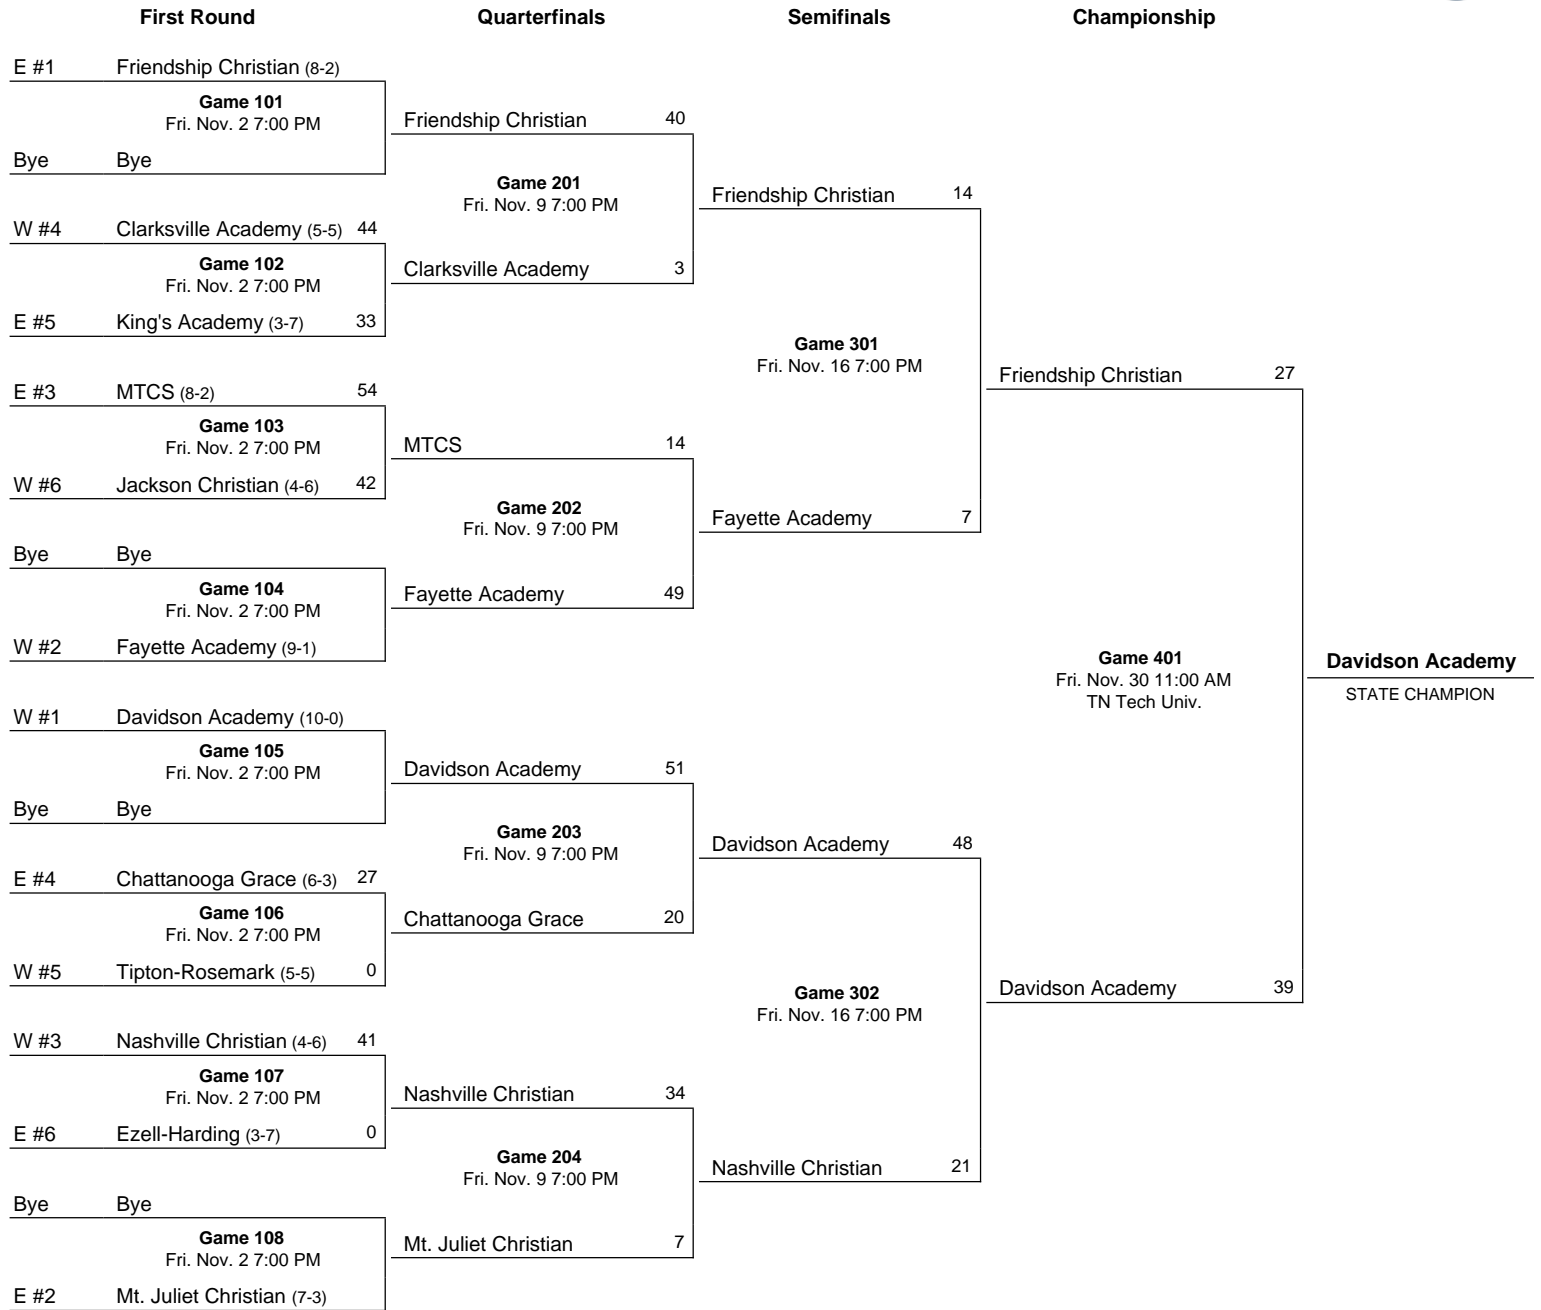 First Round Quarterfinals Semifinals Championship
E #1 Friendship Christian (8-2)
Game 101
Fri. Nov. 2 7:00 PM
Bye Bye
W #4 Clarksville Academy (5-5) 44
Game 102
Fri. Nov. 2 7:00 PM
E #5 King's Academy (3-7) 33
E #3 MTCS (8-2) 54
Game 103
Fri. Nov. 2 7:00 PM
W #6 Jackson Christian (4-6) 42
Bye Bye
Game 104
Fri. Nov. 2 7:00 PM
W #2 Fayette Academy (9-1)
W #1 Davidson Academy (10-0)
Game 105
Fri. Nov. 2 7:00 PM
Bye Bye
E #4 Chattanooga Grace (6-3) 27
Game 106
Fri. Nov. 2 7:00 PM
W #5 Tipton-Rosemark (5-5) 0
W #3 Nashville Christian (4-6) 41
Game 107
Fri. Nov. 2 7:00 PM
E #6 Ezell-Harding (3-7) 0
Bye Bye
Game 108
Fri. Nov. 2 7:00 PM
E #2 Mt. Juliet Christian (7-3)
Friendship Christian 40
Game 201
Fri. Nov. 9 7:00 PM
Clarksville Academy 3
MTCS 14
Game 202
Fri. Nov. 9 7:00 PM
Fayette Academy 49
Davidson Academy 51
Game 203
Fri. Nov. 9 7:00 PM
Chattanooga Grace 20
Nashville Christian 34
Game 204
Fri. Nov. 9 7:00 PM
Mt. Juliet Christian 7
Friendship Christian 14
Game 301
Fri. Nov. 16 7:00 PM
Fayette Academy 7
Davidson Academy 48
Game 302
Fri. Nov. 16 7:00 PM
Nashville Christian 21
Friendship Christian 27
Game 401
Fri. Nov. 30 11:00 AM
TN Tech Univ.
Davidson Academy 39
Davidson Academy
STATE CHAMPION